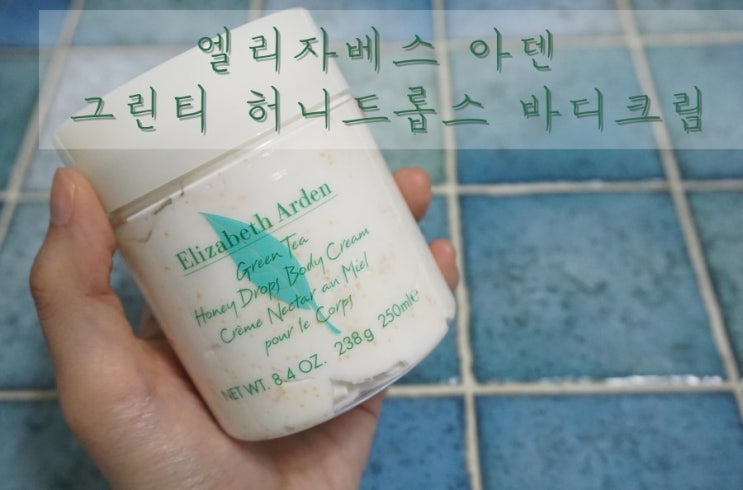 엘리자베스 아덴
그린티 허니드롭스 바디크림
Elizabeth Arden
Green Tea
Honey Drops Body Cream
Crème Nectar au Miel
pour le Corps
NET WT. 8.4 OZ. 238g 250ml℮